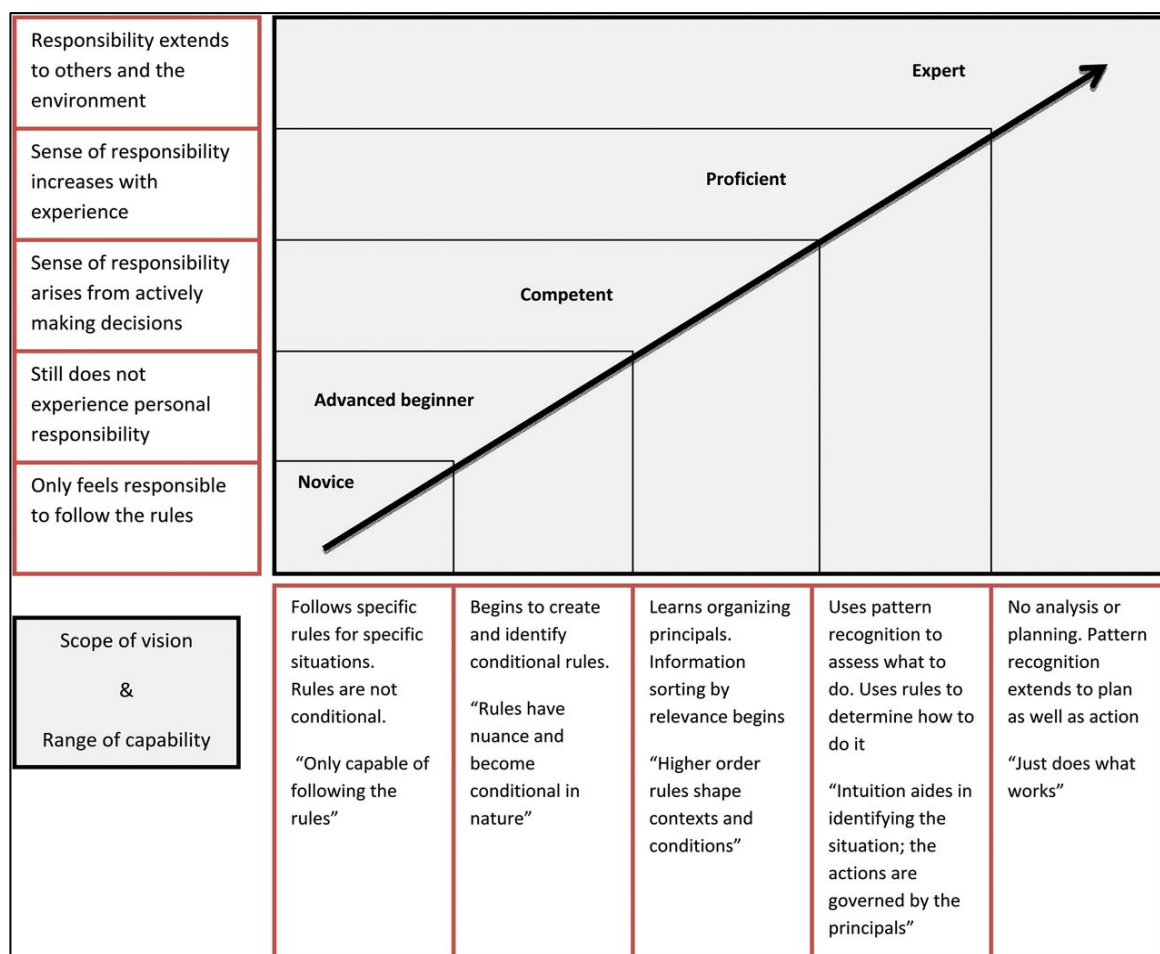 Responsibility extends
to others and the
environment
Sense of responsibility
increases with
experience
Sense of responsibility
arises from actively
making decisions
Still does not
experience personal
responsibility
Only feels responsible
to follow the rules
Expert
Proficient
Competent
Advanced beginner
Novice
Scope of vision
&
Range of capability
Follows specific
rules for specific
situations.
Rules are not
conditional.
“Only capable of
following the
rules”
Begins to create
and identify
conditional rules.
“Rules have
nuance and
become
conditional in
nature”
Learns organizing
principals.
Information
sorting by
relevance begins
“Higher order
rules shape
contexts and
conditions”
Uses pattern
recognition to
assess what to
do. Uses rules to
determine how to
do it
“Intuition aides in
identifying the
situation; the
actions are
governed by the
principals”
No analysis or
planning. Pattern
recognition
extends to plan
as well as action
“Just does what
works”